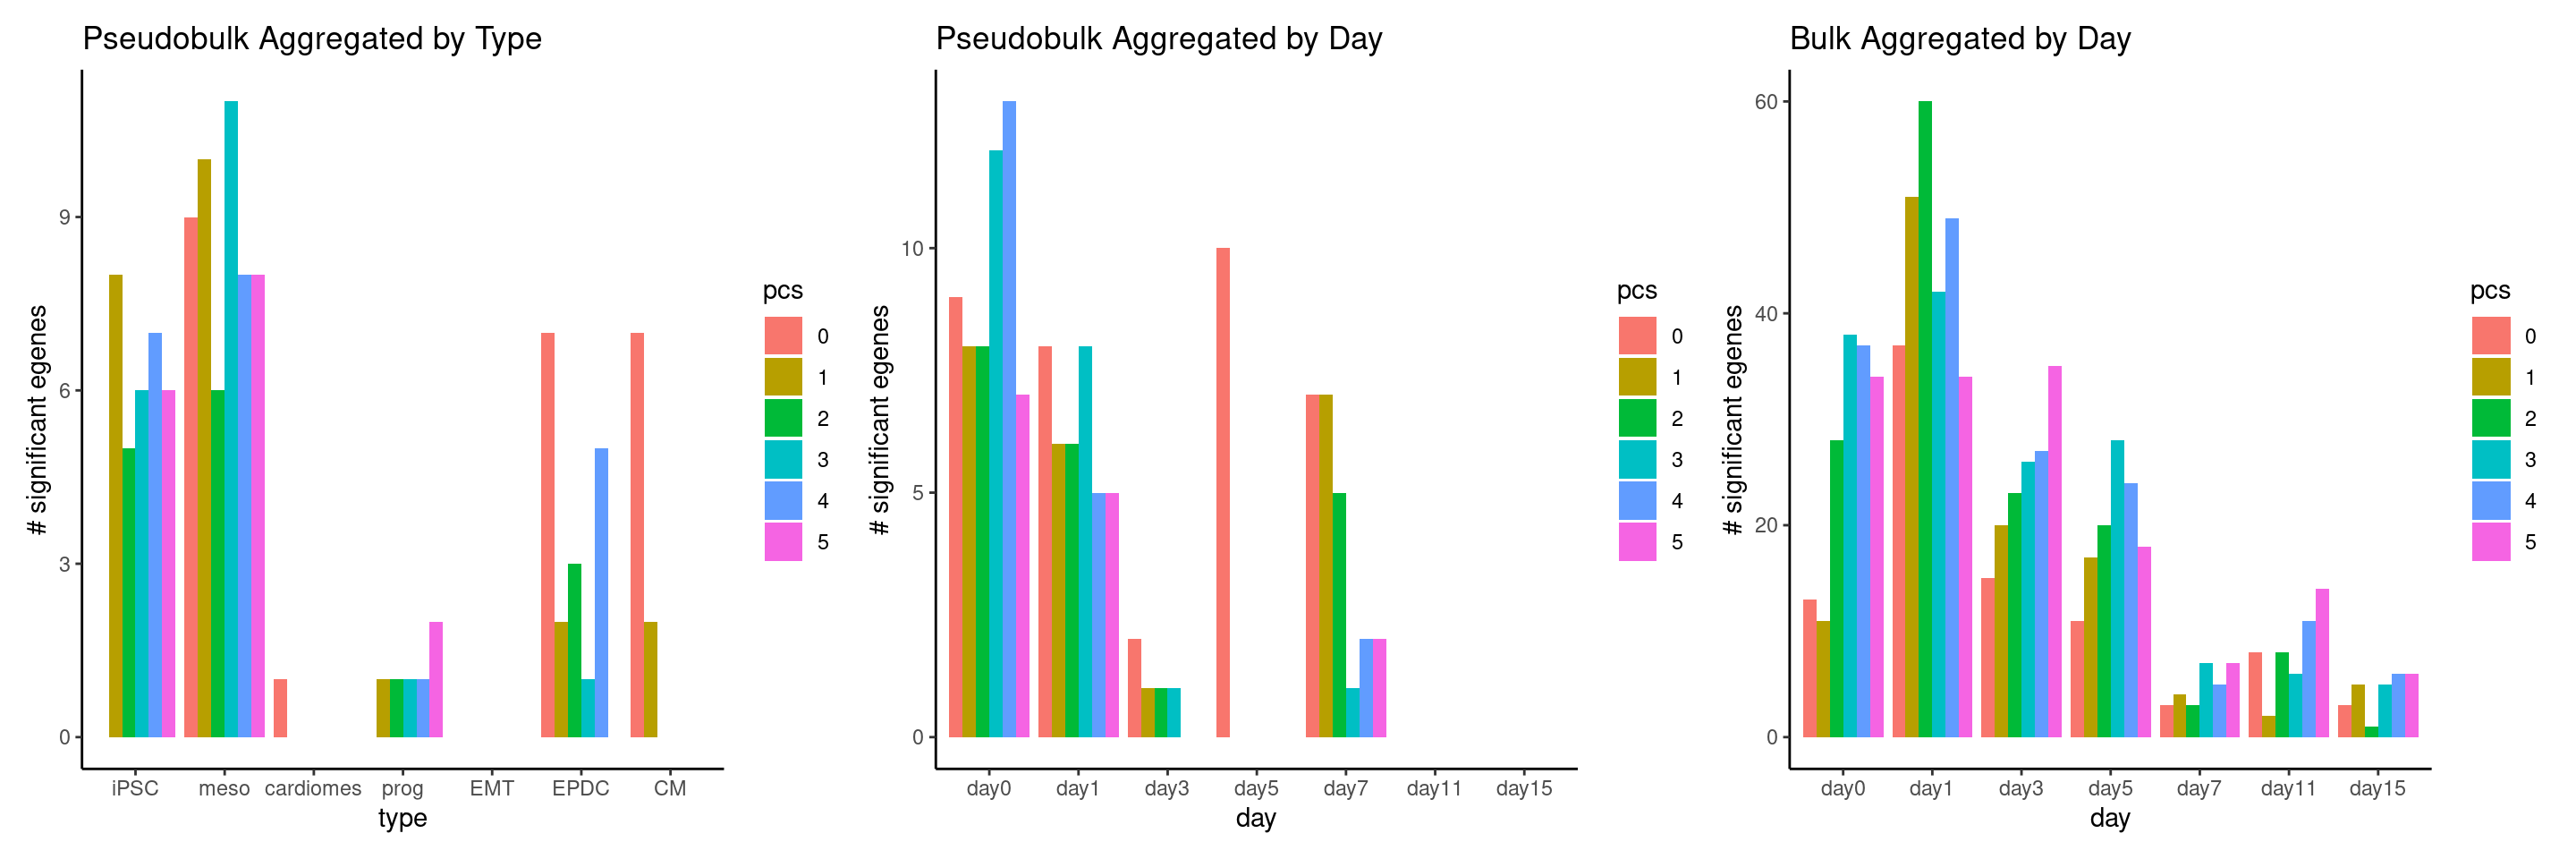 Pseudobulk Aggregated by Type
# significant egenes
9
6
3
0
iPSC meso cardiomes prog EMT EPDC CM
type
pcs
0
1
2
3
4
5
Pseudobulk Aggregated by Day
# significant egenes
10
5
0
day0 day1 day3 day5 day7 day11 day15
day
pcs
0
1
2
3
4
5
Bulk Aggregated by Day
# significant egenes
60
40
20
0
day0 day1 day3 day5 day7 day11 day15
day
pcs
0
1
2
3
4
5